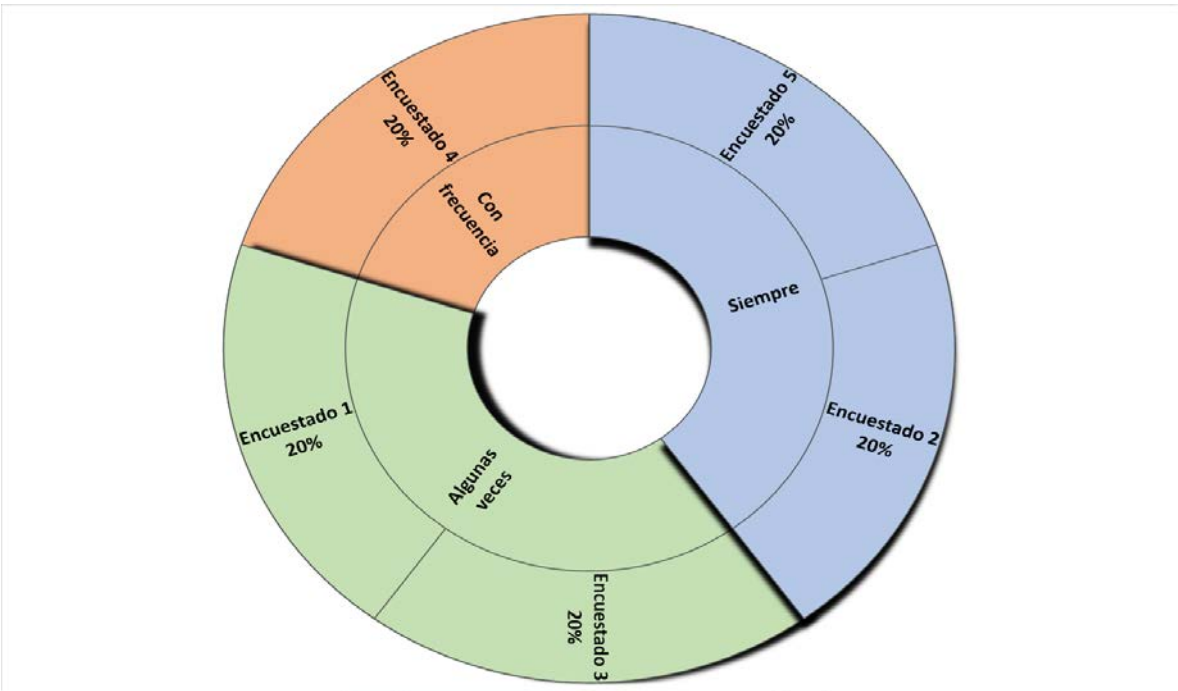 Encuestado 5
20%
Siempre
Encuestado 2
20%
Encuestado 3
20%
Algunas
veces
Encuestado 1
20%
Con
frecuencia
Encuestado 4
20%